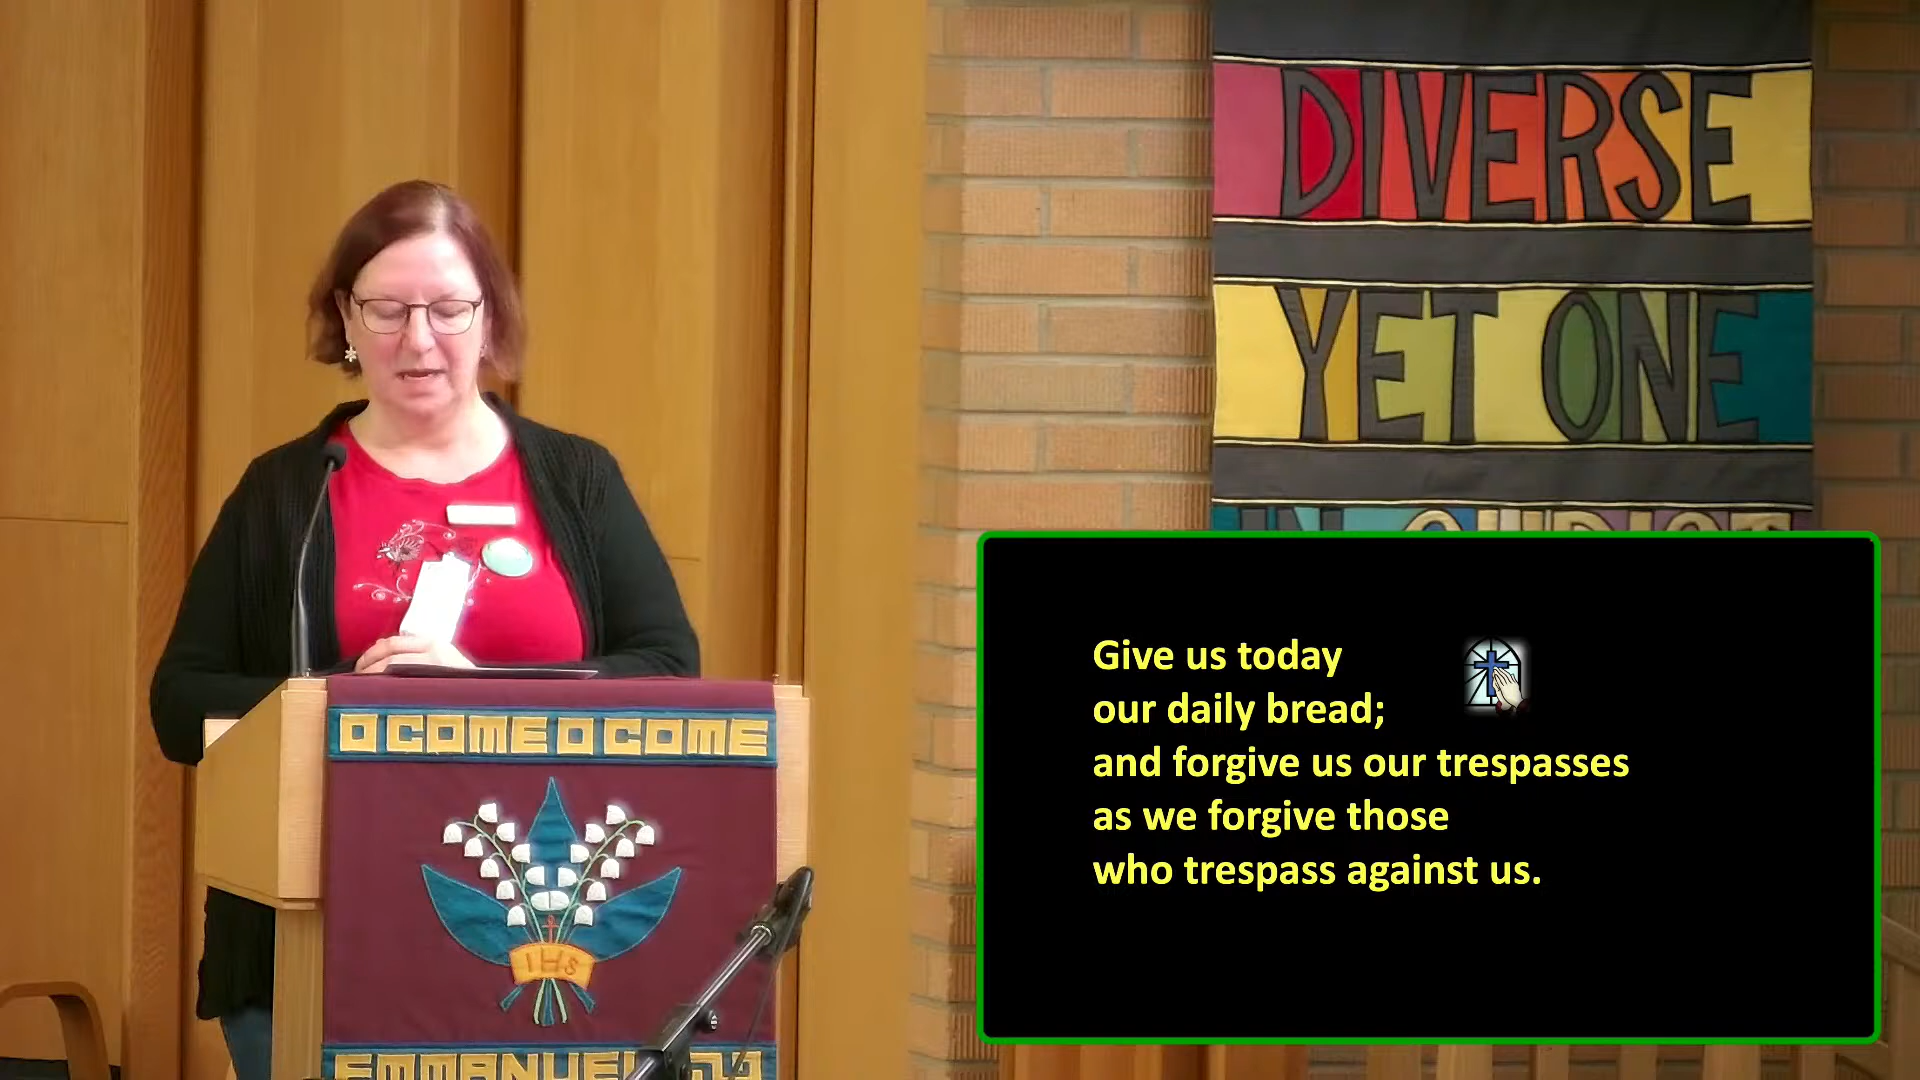 DIVERSE
YET ONE
O COME O COME
EMMANUEL
IHS
Give us today
our daily bread;
and forgive us our trespasses
as we forgive those
who trespass against us.